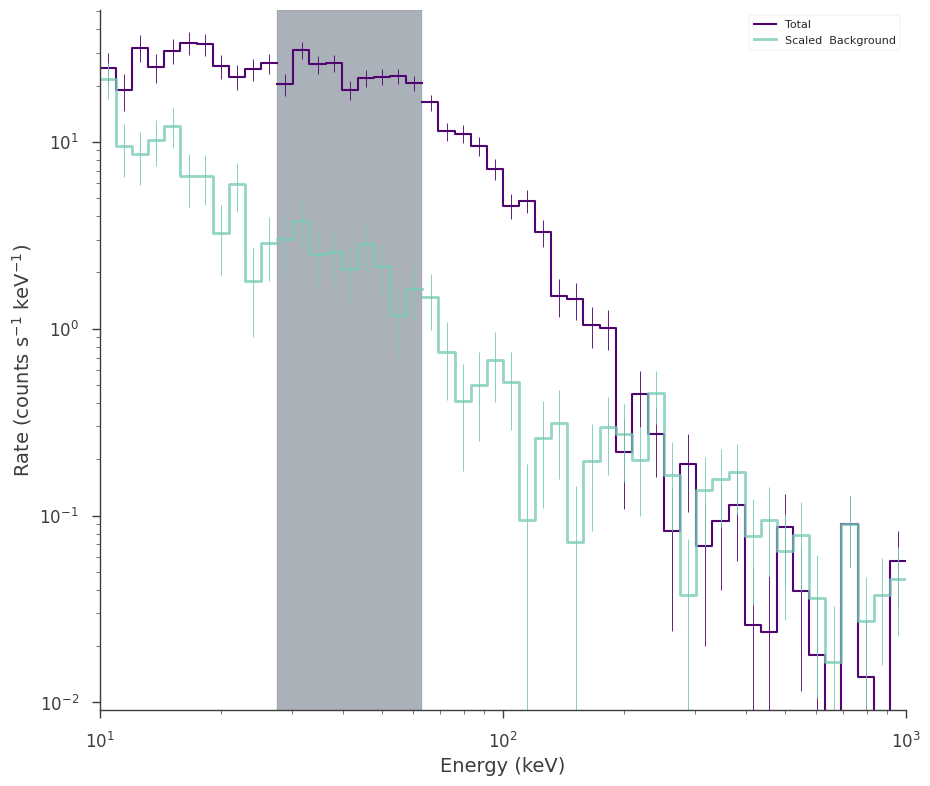 Total
Scaled  Background
Rate (counts s⁻¹ keV⁻¹)
10¹
10⁰
10⁻¹
10⁻²
10¹
10²
10³
Energy (keV)